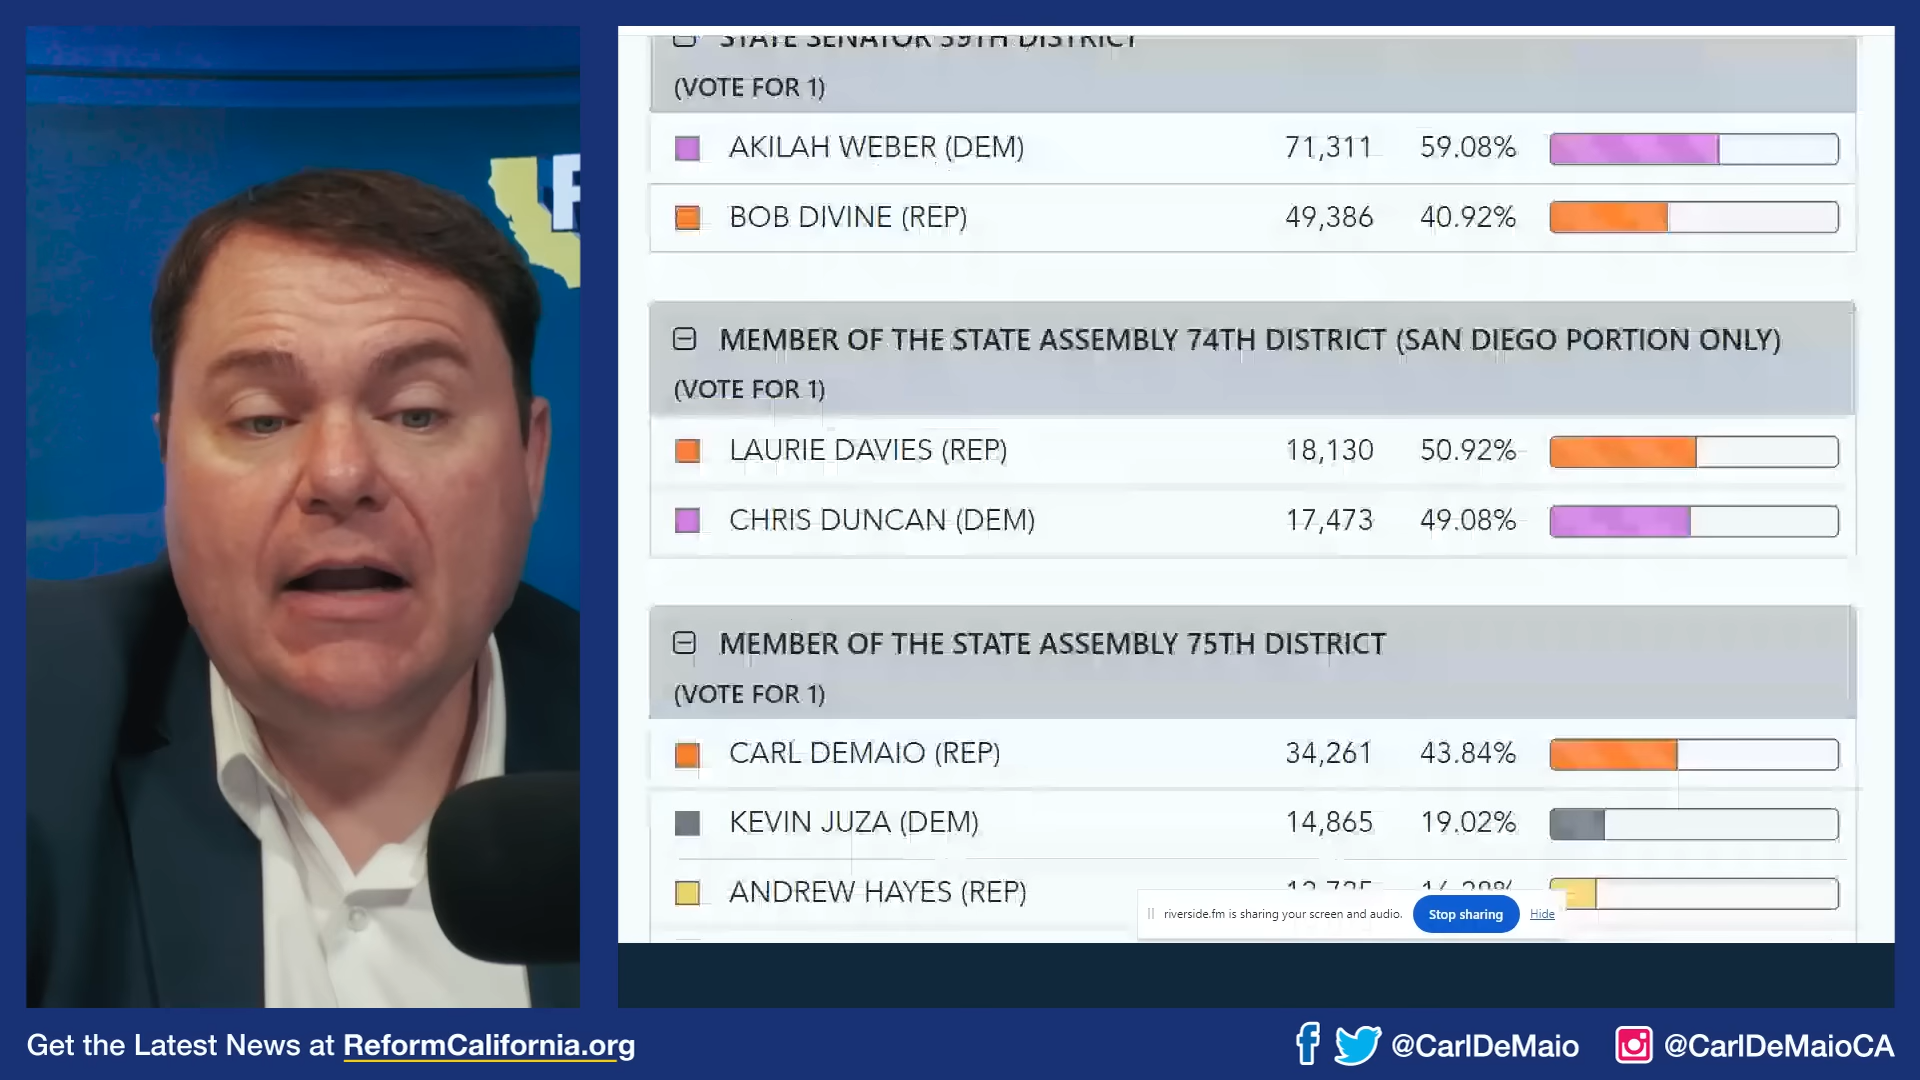 STATE SENATOR 39TH DISTRICT
(VOTE FOR 1)
AKILAH WEBER (DEM) 71,311 59.08%
BOB DIVINE (REP) 49,386 40.92%
MEMBER OF THE STATE ASSEMBLY 74TH DISTRICT (SAN DIEGO PORTION ONLY)
(VOTE FOR 1)
LAURIE DAVIES (REP) 18,130 50.92%
CHRIS DUNCAN (DEM) 17,473 49.08%
MEMBER OF THE STATE ASSEMBLY 75TH DISTRICT
(VOTE FOR 1)
CARL DEMAIO (REP) 34,261 43.84%
KEVIN JUZA (DEM) 14,865 19.02%
ANDREW HAYES (REP)
riverside.fm is sharing your screen and audio. Stop sharing Hide
Get the Latest News at ReformCalifornia.org @CarlDeMaio @CarlDeMaioCA